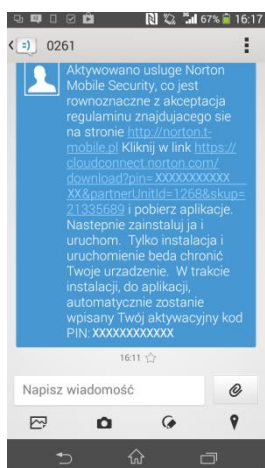 67% 16:17
0261
Aktywowano usluge Norton
Mobile Security, co jest
rownoznaczne z akceptacja
regulaminu znajdujacego sie
na stronie http://norton.t-
mobile.pl Kliknij w link https://
cloudconnect.norton.com/
download?pin=XXXXXXXXXXX
XX&partnerUnitId=1268&skup=
21335689 i pobierz aplikacje.
Nastepnie zainstaluj ja i
uruchom. Tylko instalacja i
uruchomienie beda chronić
Twoje urzadzenie. W trakcie
instalacji, do aplikacji,
automatycznie zostanie
wpisany Twój aktywacyjny kod
PIN: XXXXXXXXXXXX
16:11
Napisz wiadomość